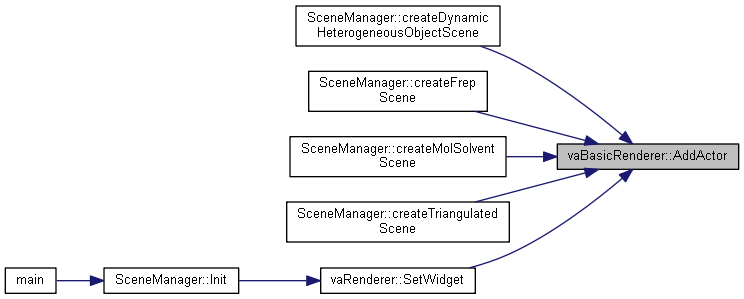 SceneManager::createDynamic
HeterogeneousObjectScene
SceneManager::createFrep
Scene
SceneManager::createMolSolvent
Scene
vaBasicRenderer::AddActor
SceneManager::createTriangulated
Scene
main
SceneManager::Init
vaRenderer::SetWidget